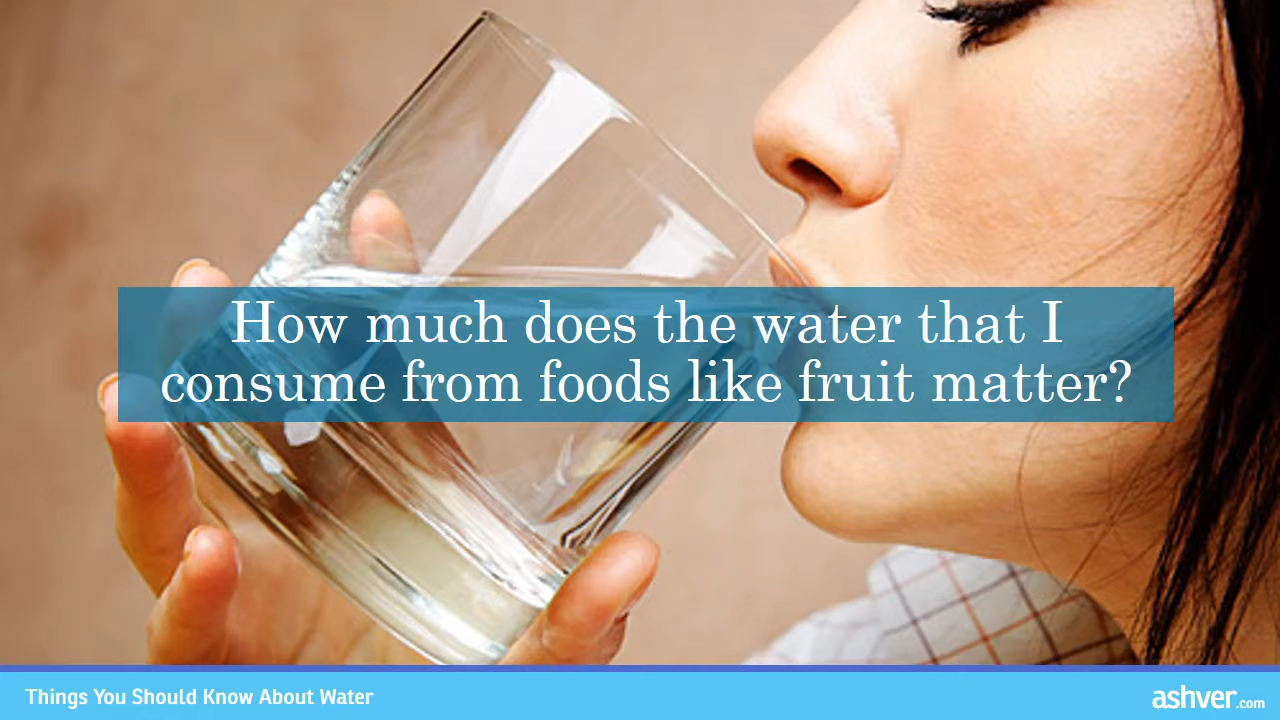 How much does the water that I
consume from foods like fruit matter?
Things You Should Know About Water
ashver.com